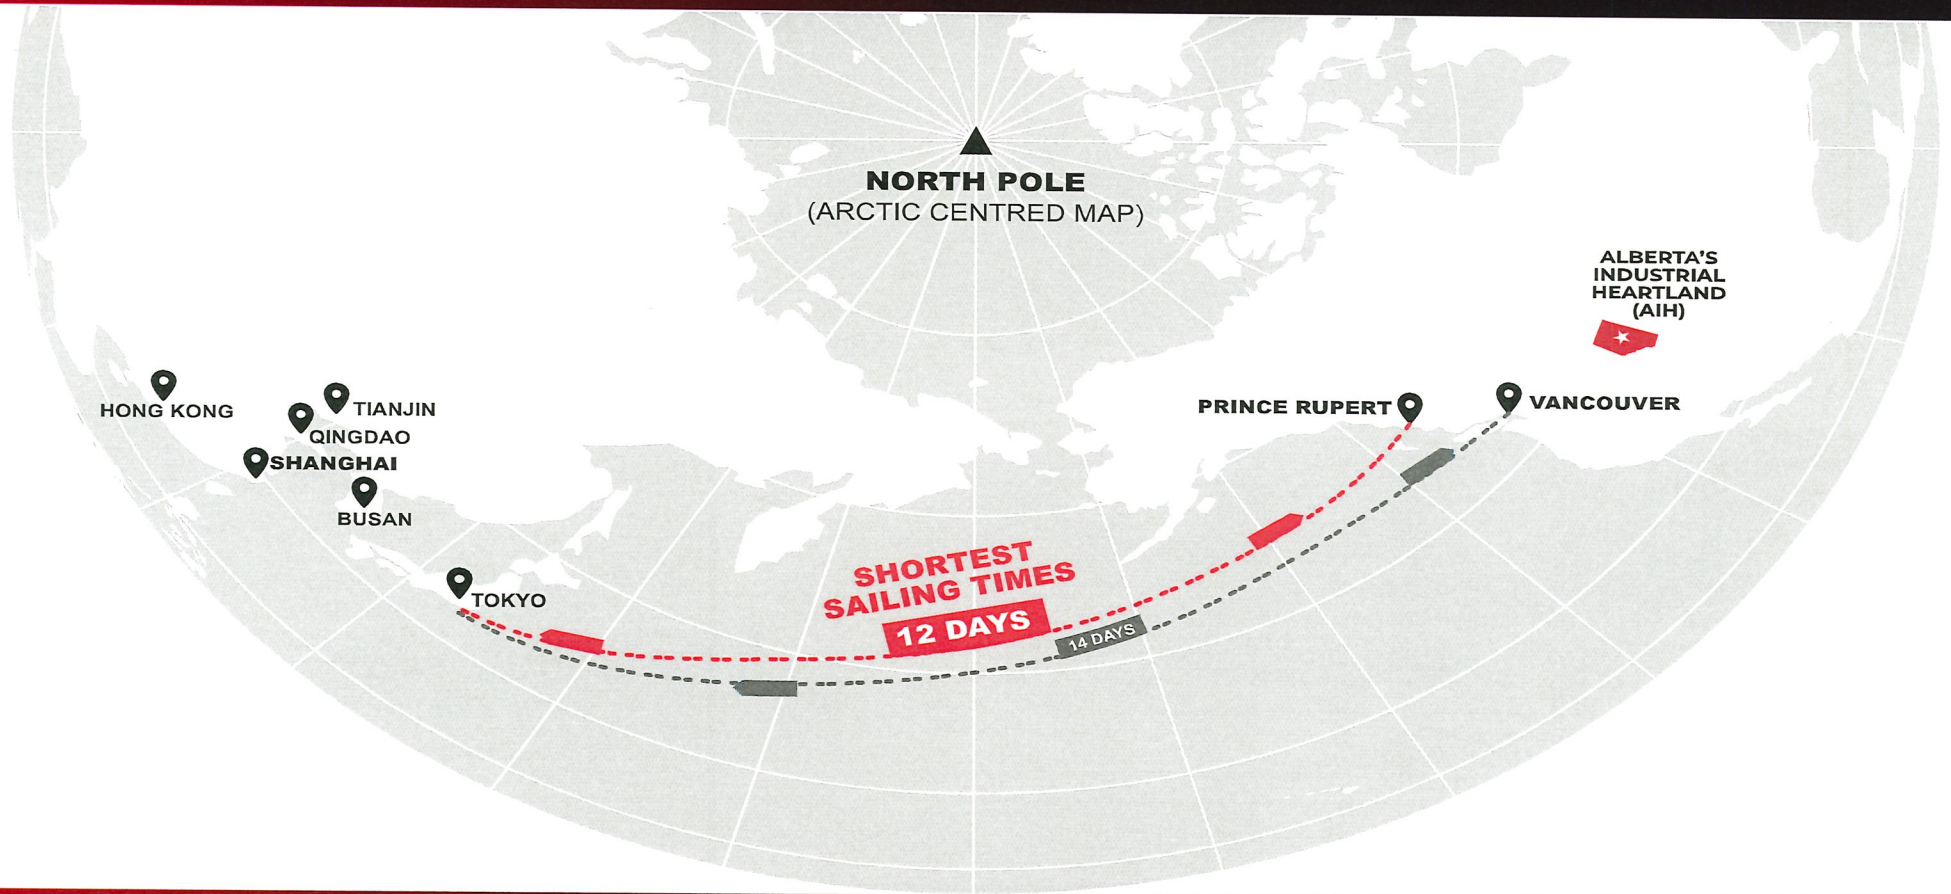 NORTH POLE
(ARCTIC CENTRED MAP)
ALBERTA'S
INDUSTRIAL
HEARTLAND
(AIH)
HONG KONG
TIANJIN
QINGDAO
SHANGHAI
BUSAN
TOKYO
PRINCE RUPERT
VANCOUVER
SHORTEST
SAILING TIMES
12 DAYS
14 DAYS